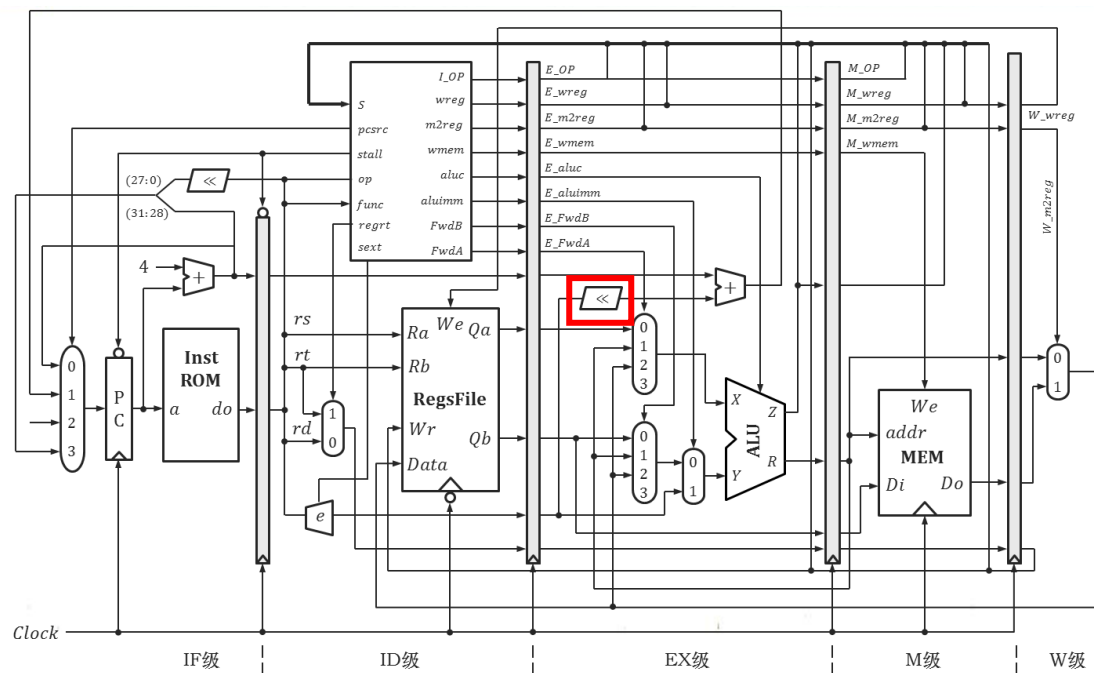 I_OP
wreg
m2reg
wmem
aluc
aluimm
FwdB
FwdA
S
pcsrc
stall
op
func
regrt
sext
E_OP
E_wreg
E_m2reg
E_wmem
E_aluc
E_aluimm
E_FwdB
E_FwdA
M_OP
M_wreg
M_m2reg
M_wmem
W_wreg
W_m2reg
(27:0)
(31:28)
≪
4
+
≪
+
0
1
2
3
P
C
Inst
ROM
a
do
rs
rt
rd
1
0
We
Ra
Qa
Rb
RegsFile
Wr
Qb
Data
e
0
1
2
3
0
1
2
3
0
1
X
Y
Z
R
ALU
We
addr
MEM
Di
Do
0
1
Clock
IF级
ID级
EX级
M级
W级